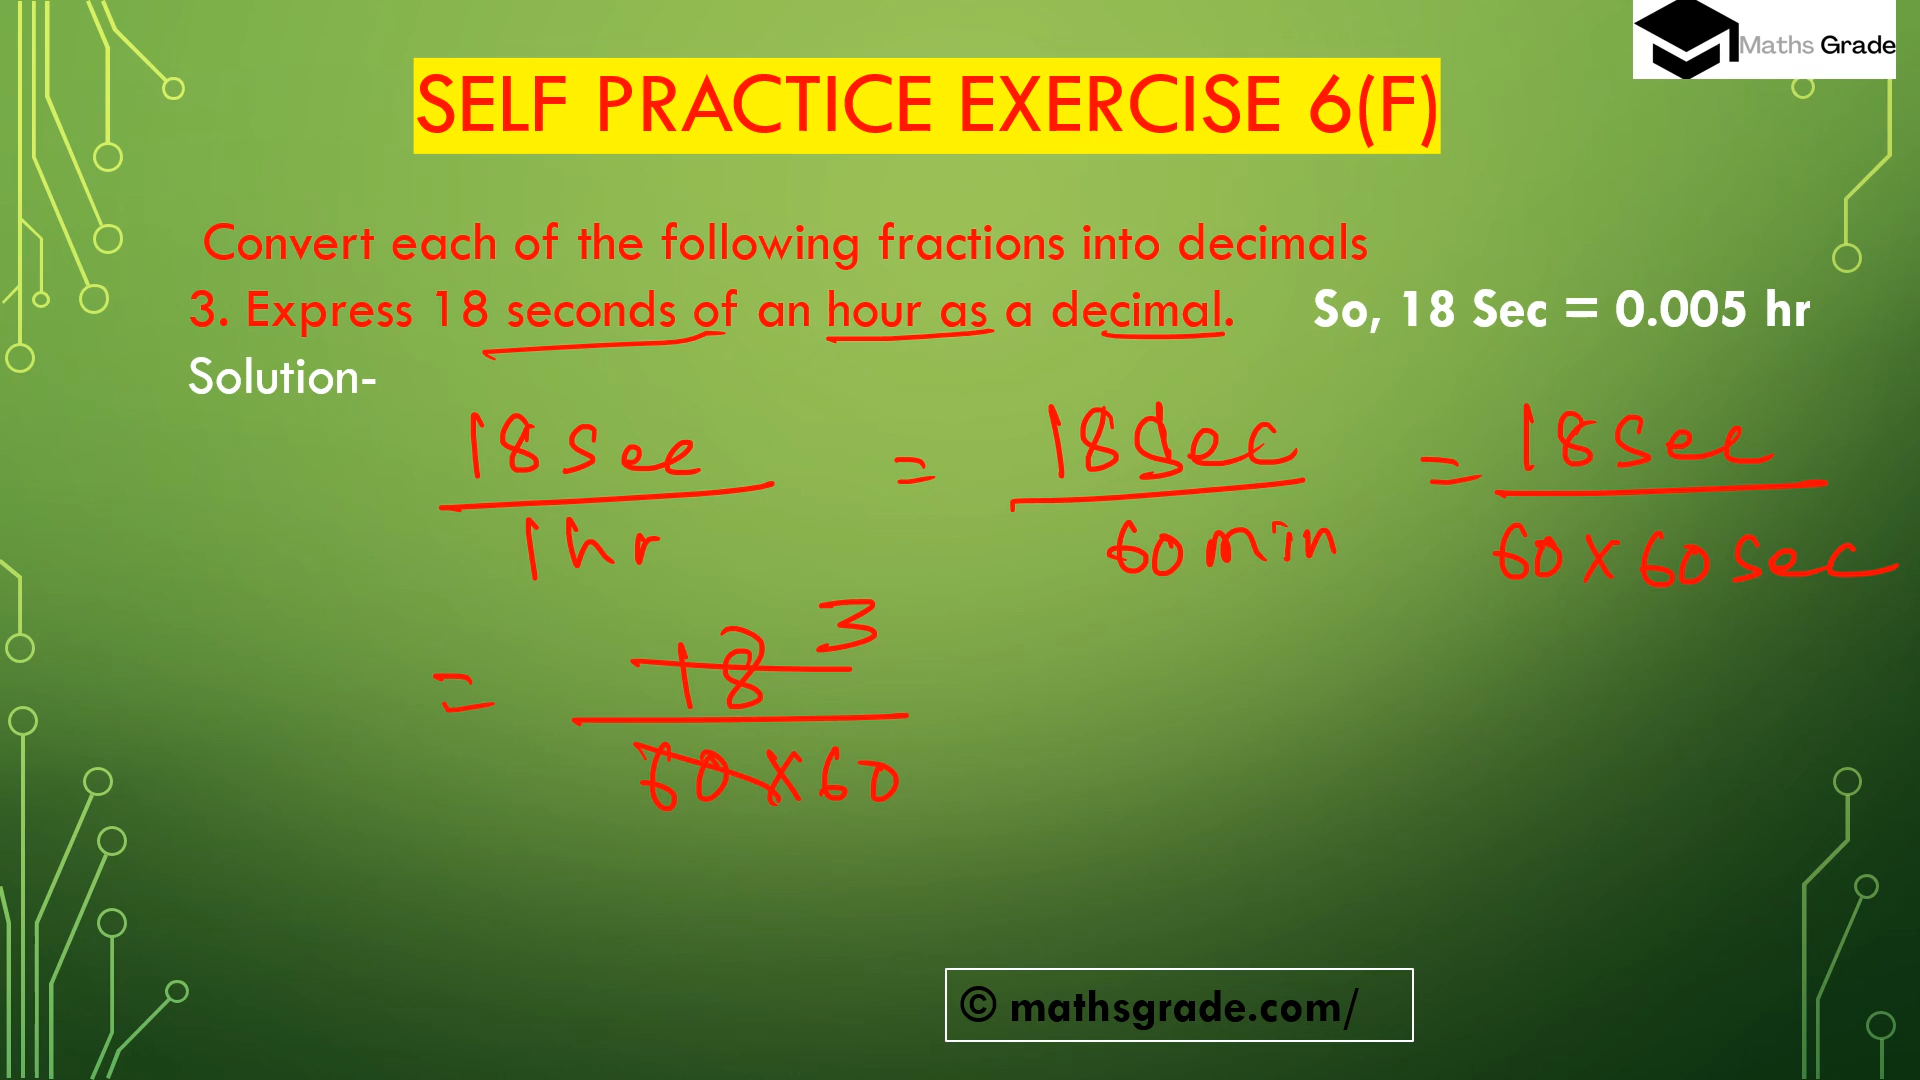 Maths Grade
SELF PRACTICE EXERCISE 6(F)
Convert each of the following fractions into decimals
3. Express 18 seconds of an hour as a decimal. So, 18 Sec = 0.005 hr
Solution-
18 Sec = 18 Sec = 18 Sec
1 hr 60 min 60 x 60 sec
3
= 18
60 x 60
© mathsgrade.com/